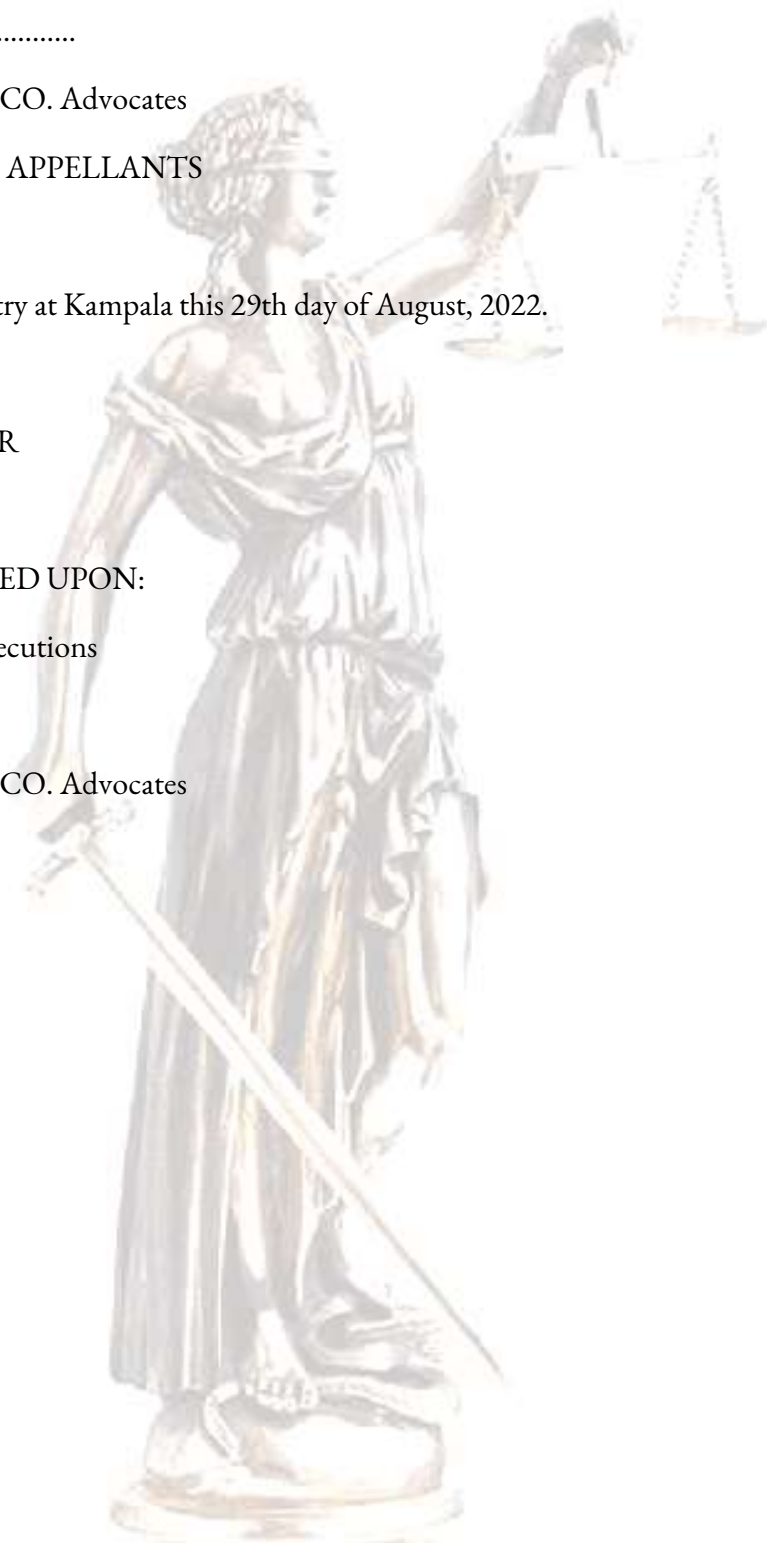 ...........
CO. Advocates
APPELLANTS
try at Kampala this 29th day of August, 2022.
R
ED UPON:
ecutions
CO. Advocates